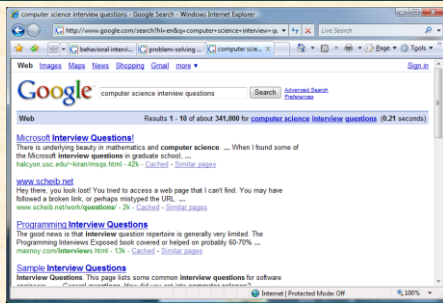 computer science interview questions - Google Search - Windows Internet Explorer
http://www.google.com/search?hl=en&q=computer+science+interview+q
Live Search
behavioral intervi... problem-solving ... computer scie... Page Tools
Web Images Maps News Shopping Gmail more ▼ Sign in
Google computer science interview questions Search Advanced Search
Preferences
Web Results 1 - 10 of about 341,000 for computer science interview questions (0.21 seconds)
Microsoft Interview Questions!
There is underlying beauty in mathematics and computer science. ... When I found some of
the Microsoft interview questions in graduate school, ...
halcyon.usc.edu/~kiran/msqs.html - 42k - Cached - Similar pages
www.scheib.net
Hey there, you look lost! You tried to access a web page that I can't find. You may have
followed a broken link, or perhaps mistyped the URL. ...
www.scheib.net/work/questions/ - 2k - Cached - Similar pages
Programming Interview Questions
The good news is that interview question repertoire is generally very limited. The
Programming Interviews Exposed book covered or helped on probably 60-70% ...
maxnoy.com/interviews.html - 13k - Cached - Similar pages
Sample Interview Questions
Interview Questions. This page lists some common interview questions for software
Internet | Protected Mode: Off 100%